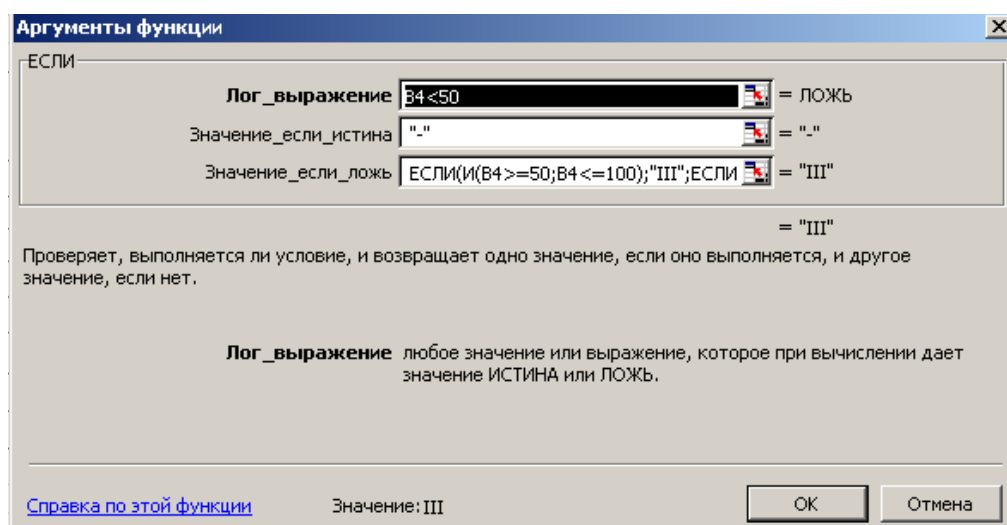 Аргументы функции
ЕСЛИ
Лог_выражение B4<50 = ЛОЖЬ
Значение_если_истина "-" = "-"
Значение_если_ложь ЕСЛИ(И(B4>=50;B4<=100);"III";ЕСЛИ = "III"
= "III"
Проверяет, выполняется ли условие, и возвращает одно значение, если оно выполняется, и другое
значение, если нет.
Лог_выражение любое значение или выражение, которое при вычислении дает
значение ИСТИНА или ЛОЖЬ.
Справка по этой функции Значение: III OK Отмена